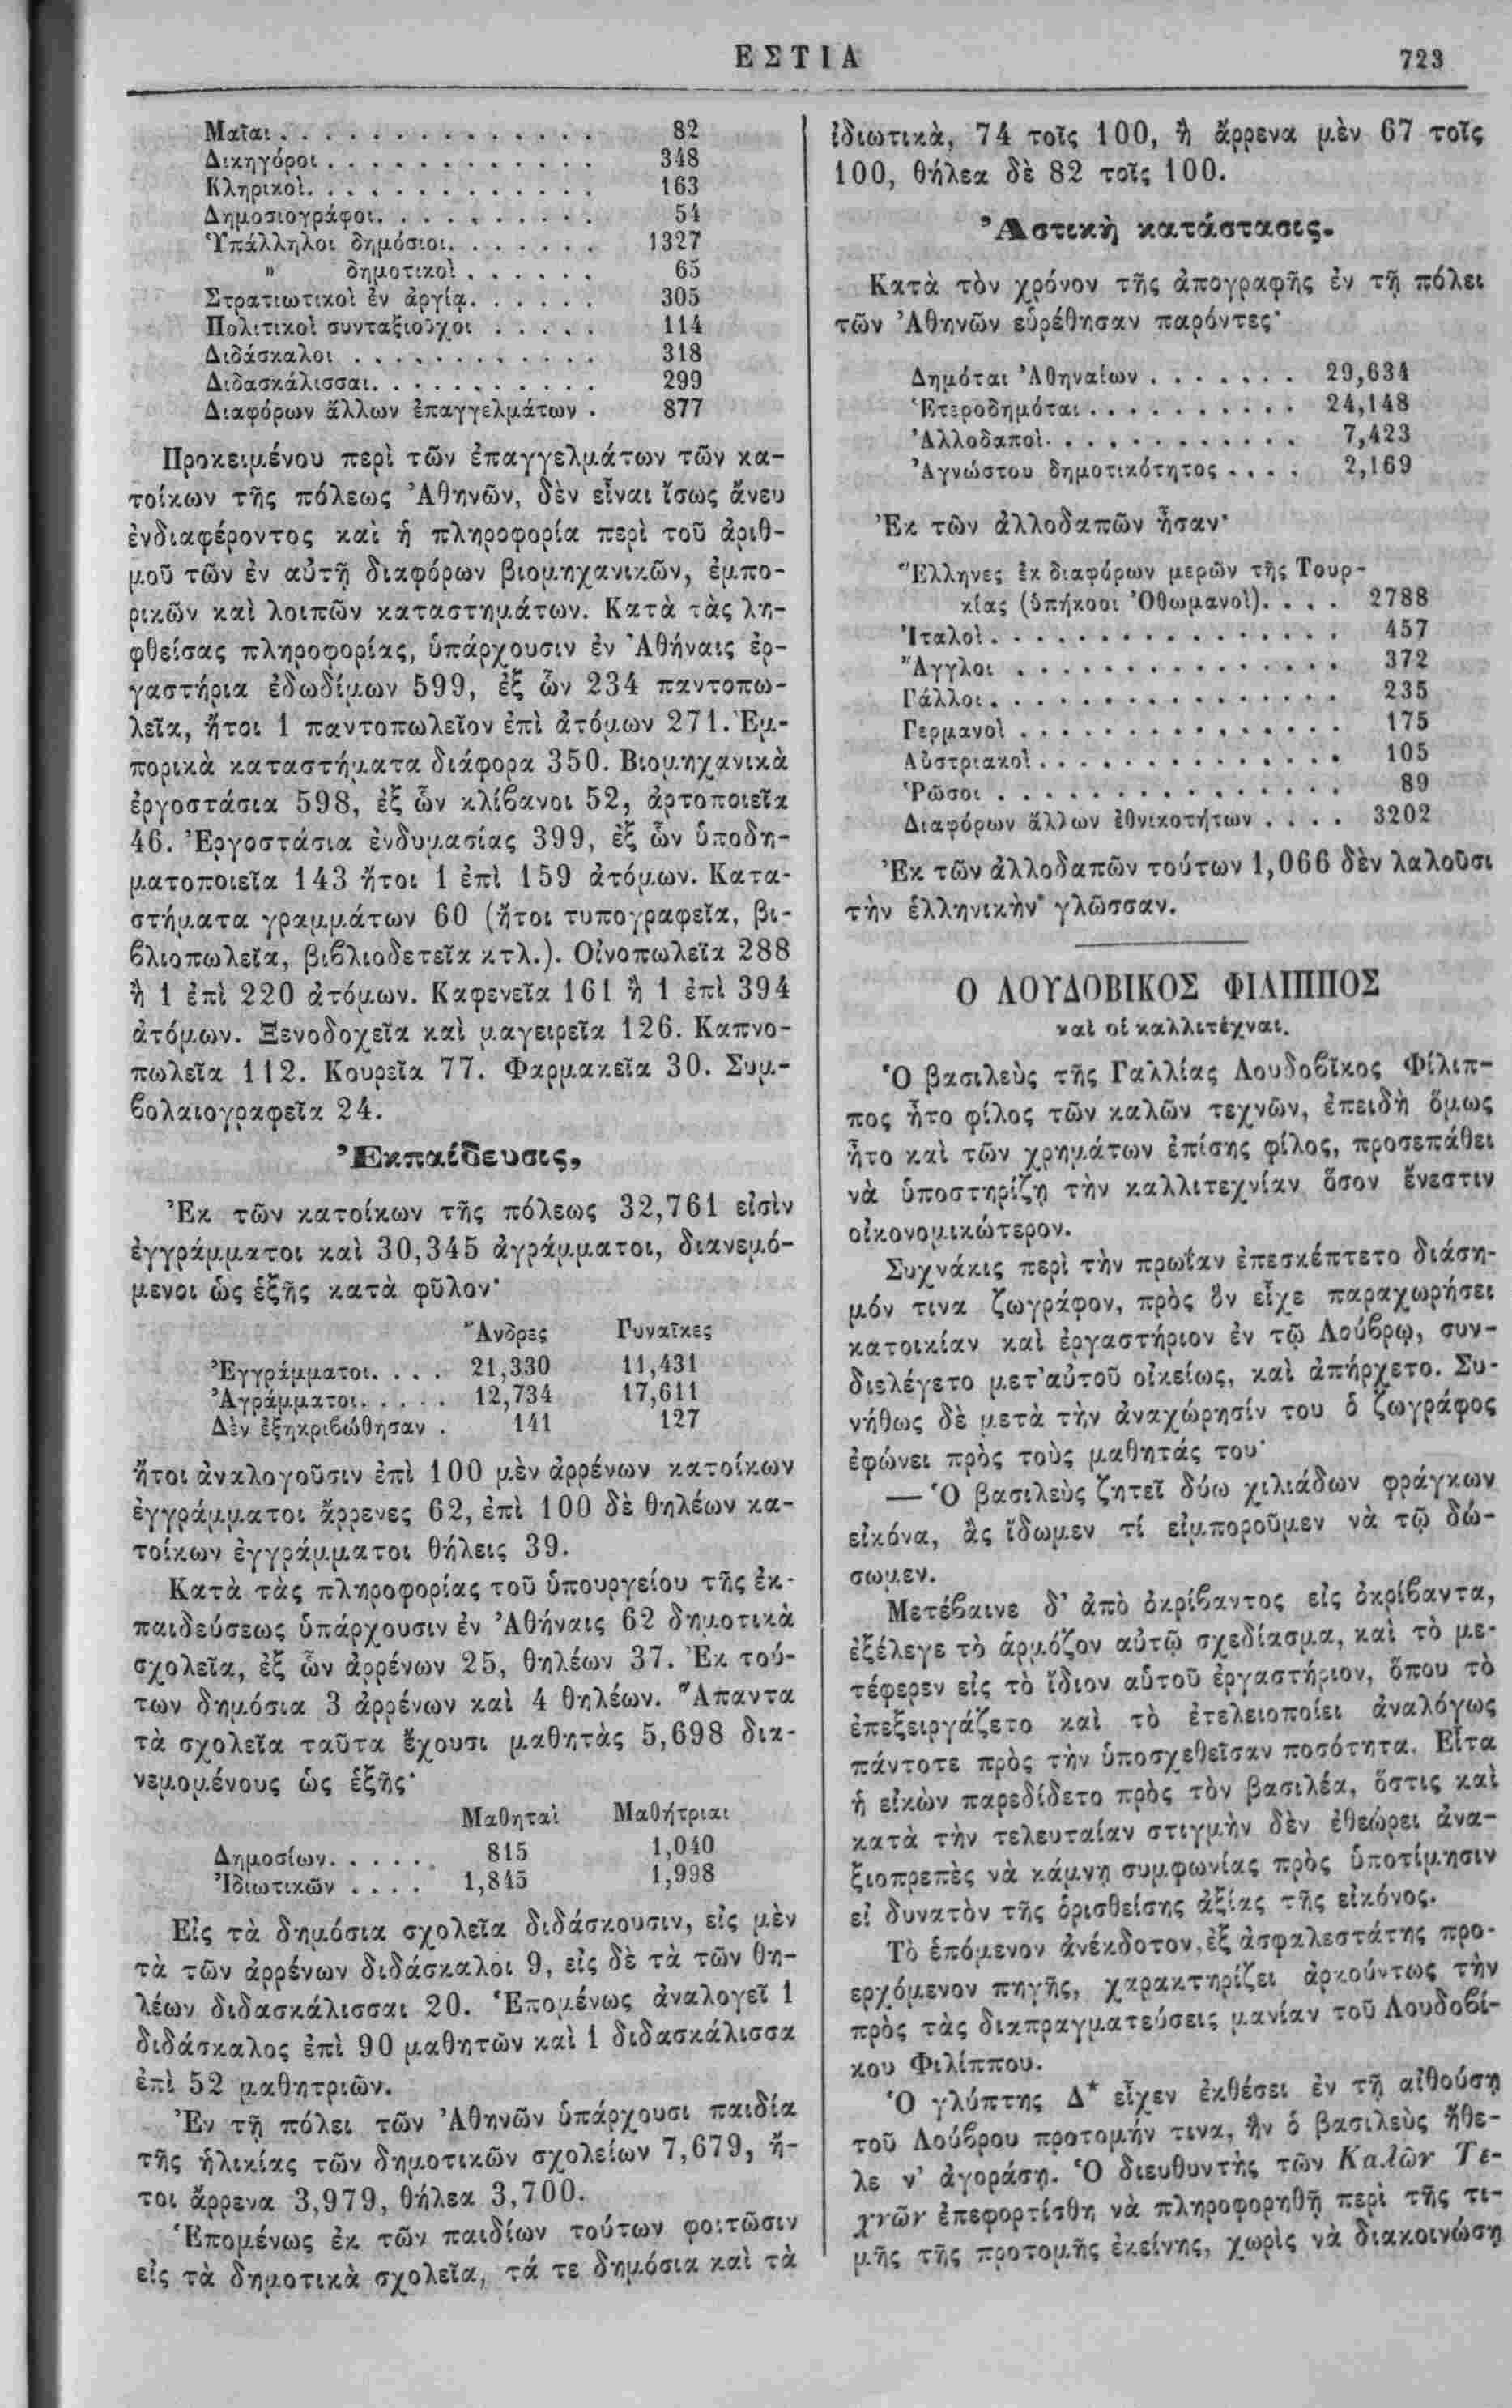 ΕΣΤΙΑ 723
Μαῖαι . . . . . . . . . . . . . . 82
Δικηγόροι . . . . . . . . . . . . 348
Κληρικοὶ. . . . . . . . . . . . . 163
Δημοσιογράφοι. . . . . . . . . . 54
Ὑπάλληλοι δημόσιοι. . . . . . . 1327
» δημοτικοὶ . . . . . . 65
Στρατιωτικοὶ ἐν ἀργίᾳ. . . . . . 305
Πολιτικοὶ συνταξιοῦχοι . . . . . 114
Διδάσκαλοι . . . . . . . . . . . 318
Διδασκάλισσαι. . . . . . . . . . 299
Διαφόρων ἄλλων ἐπαγγελμάτων . 877
Προκειμένου περὶ τῶν ἐπαγγελμάτων τῶν κα-
τοίκων τῆς πόλεως Ἀθηνῶν, δὲν εἶναι ἴσως ἄνευ
ἐνδιαφέροντος καὶ ἡ πληροφορία περὶ τοῦ ἀριθ-
μοῦ τῶν ἐν αὐτῇ διαφόρων βιομηχανικῶν, ἐμπο-
ρικῶν καὶ λοιπῶν καταστημάτων. Κατὰ τὰς λη-
φθείσας πληροφορίας, ὑπάρχουσιν ἐν Ἀθήναις ἐρ-
γαστήρια ἐδωδίμων 599, ἐξ ὧν 234 παντοπω-
λεῖα, ἤτοι 1 παντοπωλεῖον ἐπὶ ἀτόμων 271. Ἐμ-
πορικὰ καταστήματα διάφορα 350. Βιομηχανικὰ
ἐργοστάσια 598, ἐξ ὧν κλίβανοι 52, ἀρτοποιεῖα
46. Ἐργοστάσια ἐνδυμασίας 399, ἐξ ὧν ὑποδη-
ματοποιεῖα 143 ἤτοι 1 ἐπὶ 159 ἀτόμων. Κατα-
στήματα γραμμάτων 60 (ἤτοι τυπογραφεῖα, βι-
βλιοπωλεῖα, βιβλιοδετεῖα κτλ.). Οἰνοπωλεῖα 288
ἢ 1 ἐπὶ 220 ἀτόμων. Καφενεῖα 161 ἢ 1 ἐπὶ 394
ἀτόμων. Ξενοδοχεῖα καὶ μαγειρεῖα 126. Καπνο-
πωλεῖα 112. Κουρεῖα 77. Φαρμακεῖα 30. Συμ-
βολαιογραφεῖα 24.
Ἐκπαίδευσις,
Ἐκ τῶν κατοίκων τῆς πόλεως 32,761 εἰσὶν
ἐγγράμματοι καὶ 30,345 ἀγράμματοι, διανεμό-
μενοι ὡς ἑξῆς κατὰ φῦλον·
Ἄνδρες Γυναῖκες
Ἐγγράμματοι. . . . 21,330 11,431
Ἀγράμματοι. . . . . 12,734 17,611
Δὲν ἐξηκριβώθησαν . 141 127
ἤτοι ἀναλογοῦσιν ἐπὶ 100 μὲν ἀρρένων κατοίκων
ἐγγράμματοι ἄρρενες 62, ἐπὶ 100 δὲ θηλέων κα-
τοίκων ἐγγράμματοι θήλεις 39.
Κατὰ τὰς πληροφορίας τοῦ ὑπουργείου τῆς ἐκ-
παιδεύσεως ὑπάρχουσιν ἐν Ἀθήναις 62 δημοτικὰ
σχολεῖα, ἐξ ὧν ἀρρένων 25, θηλέων 37. Ἐκ τού-
των δημόσια 3 ἀρρένων καὶ 4 θηλέων. Ἅπαντα
τὰ σχολεῖα ταῦτα ἔχουσι μαθητὰς 5,698 δια-
νεμομένους ὡς ἑξῆς·
Μαθηταὶ Μαθήτριαι
Δημοσίων. . . . . . 815 1,040
Ἰδιωτικῶν . . . . 1,845 1,998
Εἰς τὰ δημόσια σχολεῖα διδάσκουσιν, εἰς μὲν
τὰ τῶν ἀρρένων διδάσκαλοι 9, εἰς δὲ τὰ τῶν θη-
λέων διδασκάλισσαι 20. Ἑπομένως ἀναλογεῖ 1
διδάσκαλος ἐπὶ 90 μαθητῶν καὶ 1 διδασκάλισσα
ἐπὶ 52 μαθητριῶν.
Ἐν τῇ πόλει τῶν Ἀθηνῶν ὑπάρχουσι παιδία
τῆς ἡλικίας τῶν δημοτικῶν σχολείων 7,679, ἤ-
τοι ἄρρενα 3,979, θήλεα 3,700.
Ἑπομένως ἐκ τῶν παιδίων τούτων φοιτῶσιν
εἰς τὰ δημοτικὰ σχολεῖα, τά τε δημόσια καὶ τὰ
ἰδιωτικὰ, 74 τοῖς 100, ἢ ἄρρενα μὲν 67 τοῖς
100, θήλεα δὲ 82 τοῖς 100.
Ἀστικὴ κατάστασις.
Κατὰ τὸν χρόνον τῆς ἀπογραφῆς ἐν τῇ πόλει
τῶν Ἀθηνῶν εὑρέθησαν παρόντες·
Δημόται Ἀθηναίων . . . . . . . 29,634
Ἑτεροδημόται . . . . . . . . . . 24,148
Ἀλλοδαποὶ. . . . . . . . . . . . 7,423
Ἀγνώστου δημοτικότητος . . . . 2,169
Ἐκ τῶν ἀλλοδαπῶν ἦσαν·
Ἕλληνες ἐκ διαφόρων μερῶν τῆς Τουρ-
κίας (ὑπήκοοι Ὀθωμανοὶ). . . . 2788
Ἰταλοὶ. . . . . . . . . . . . . . . 457
Ἄγγλοι . . . . . . . . . . . . . . 372
Γάλλοι . . . . . . . . . . . . . . . 235
Γερμανοὶ . . . . . . . . . . . . . . 175
Αὐστριακοὶ . . . . . . . . . . . . . 105
Ῥῶσοι . . . . . . . . . . . . . . . 89
Διαφόρων ἄλλων ἐθνικοτήτων . . . . 3202
Ἐκ τῶν ἀλλοδαπῶν τούτων 1,066 δὲν λαλοῦσι
τὴν ἑλληνικὴν γλῶσσαν.
Ο ΛΟΥΔΟΒΙΚΟΣ ΦΙΛΙΠΠΟΣ
καὶ οἱ καλλιτέχναι.
Ὁ βασιλεὺς τῆς Γαλλίας Λουδοβῖκος Φίλιπ-
πος ἦτο φίλος τῶν καλῶν τεχνῶν, ἐπειδὴ ὅμως
ἦτο καὶ τῶν χρημάτων ἐπίσης φίλος, προσεπάθει
νὰ ὑποστηρίζῃ τὴν καλλιτεχνίαν ὅσον ἔνεστιν
οἰκονομικώτερον.
Συχνάκις περὶ τὴν πρωΐαν ἐπεσκέπτετο διάση-
μόν τινα ζωγράφον, πρὸς ὃν εἶχε παραχωρήσει
κατοικίαν καὶ ἐργαστήριον ἐν τῷ Λούβρῳ, συν-
διελέγετο μετ' αὐτοῦ οἰκείως, καὶ ἀπήρχετο. Συ-
νήθως δὲ μετὰ τὴν ἀναχώρησίν του ὁ ζωγράφος
ἐφώνει πρὸς τοὺς μαθητάς του·
— Ὁ βασιλεὺς ζητεῖ δύω χιλιάδων φράγκων
εἰκόνα, ἂς ἴδωμεν τί εἰμποροῦμεν νὰ τῷ δώ-
σωμεν.
Μετέβαινε δ' ἀπὸ ὀκρίβαντος εἰς ὀκρίβαντα,
ἐξέλεγε τὸ ἁρμόζον αὐτῷ σχεδίασμα, καὶ τὸ με-
τέφερεν εἰς τὸ ἴδιον αὑτοῦ ἐργαστήριον, ὅπου τὸ
ἐπεξειργάζετο καὶ τὸ ἐτελειοποίει ἀναλόγως
πάντοτε πρὸς τὴν ὑποσχεθεῖσαν ποσότητα. Εἶτα
ἡ εἰκὼν παρεδίδετο πρὸς τὸν βασιλέα, ὅστις καὶ
κατὰ τὴν τελευταίαν στιγμὴν δὲν ἐθεώρει ἀνα-
ξιοπρεπὲς νὰ κάμνῃ συμφωνίας πρὸς ὑποτίμησιν
εἰ δυνατὸν τῆς ὁρισθείσης ἀξίας τῆς εἰκόνος.
Τὸ ἑπόμενον ἀνέκδοτον, ἐξ ἀσφαλεστάτης προ-
ερχόμενον πηγῆς, χαρακτηρίζει ἀρκούντως τὴν
πρὸς τὰς διαπραγματεύσεις μανίαν τοῦ Λουδοβί-
κου Φιλίππου.
Ὁ γλύπτης Δ* εἶχεν ἐκθέσει ἐν τῇ αἰθούσῃ
τοῦ Λούβρου προτομήν τινα, ἣν ὁ βασιλεὺς ἤθε-
λε ν' ἀγοράσῃ. Ὁ διευθυντὴς τῶν Καλῶν Τε-
χνῶν ἐπεφορτίσθη νὰ πληροφορηθῇ περὶ τῆς τι-
μῆς τῆς προτομῆς ἐκείνης, χωρὶς νὰ διακοινώσῃ